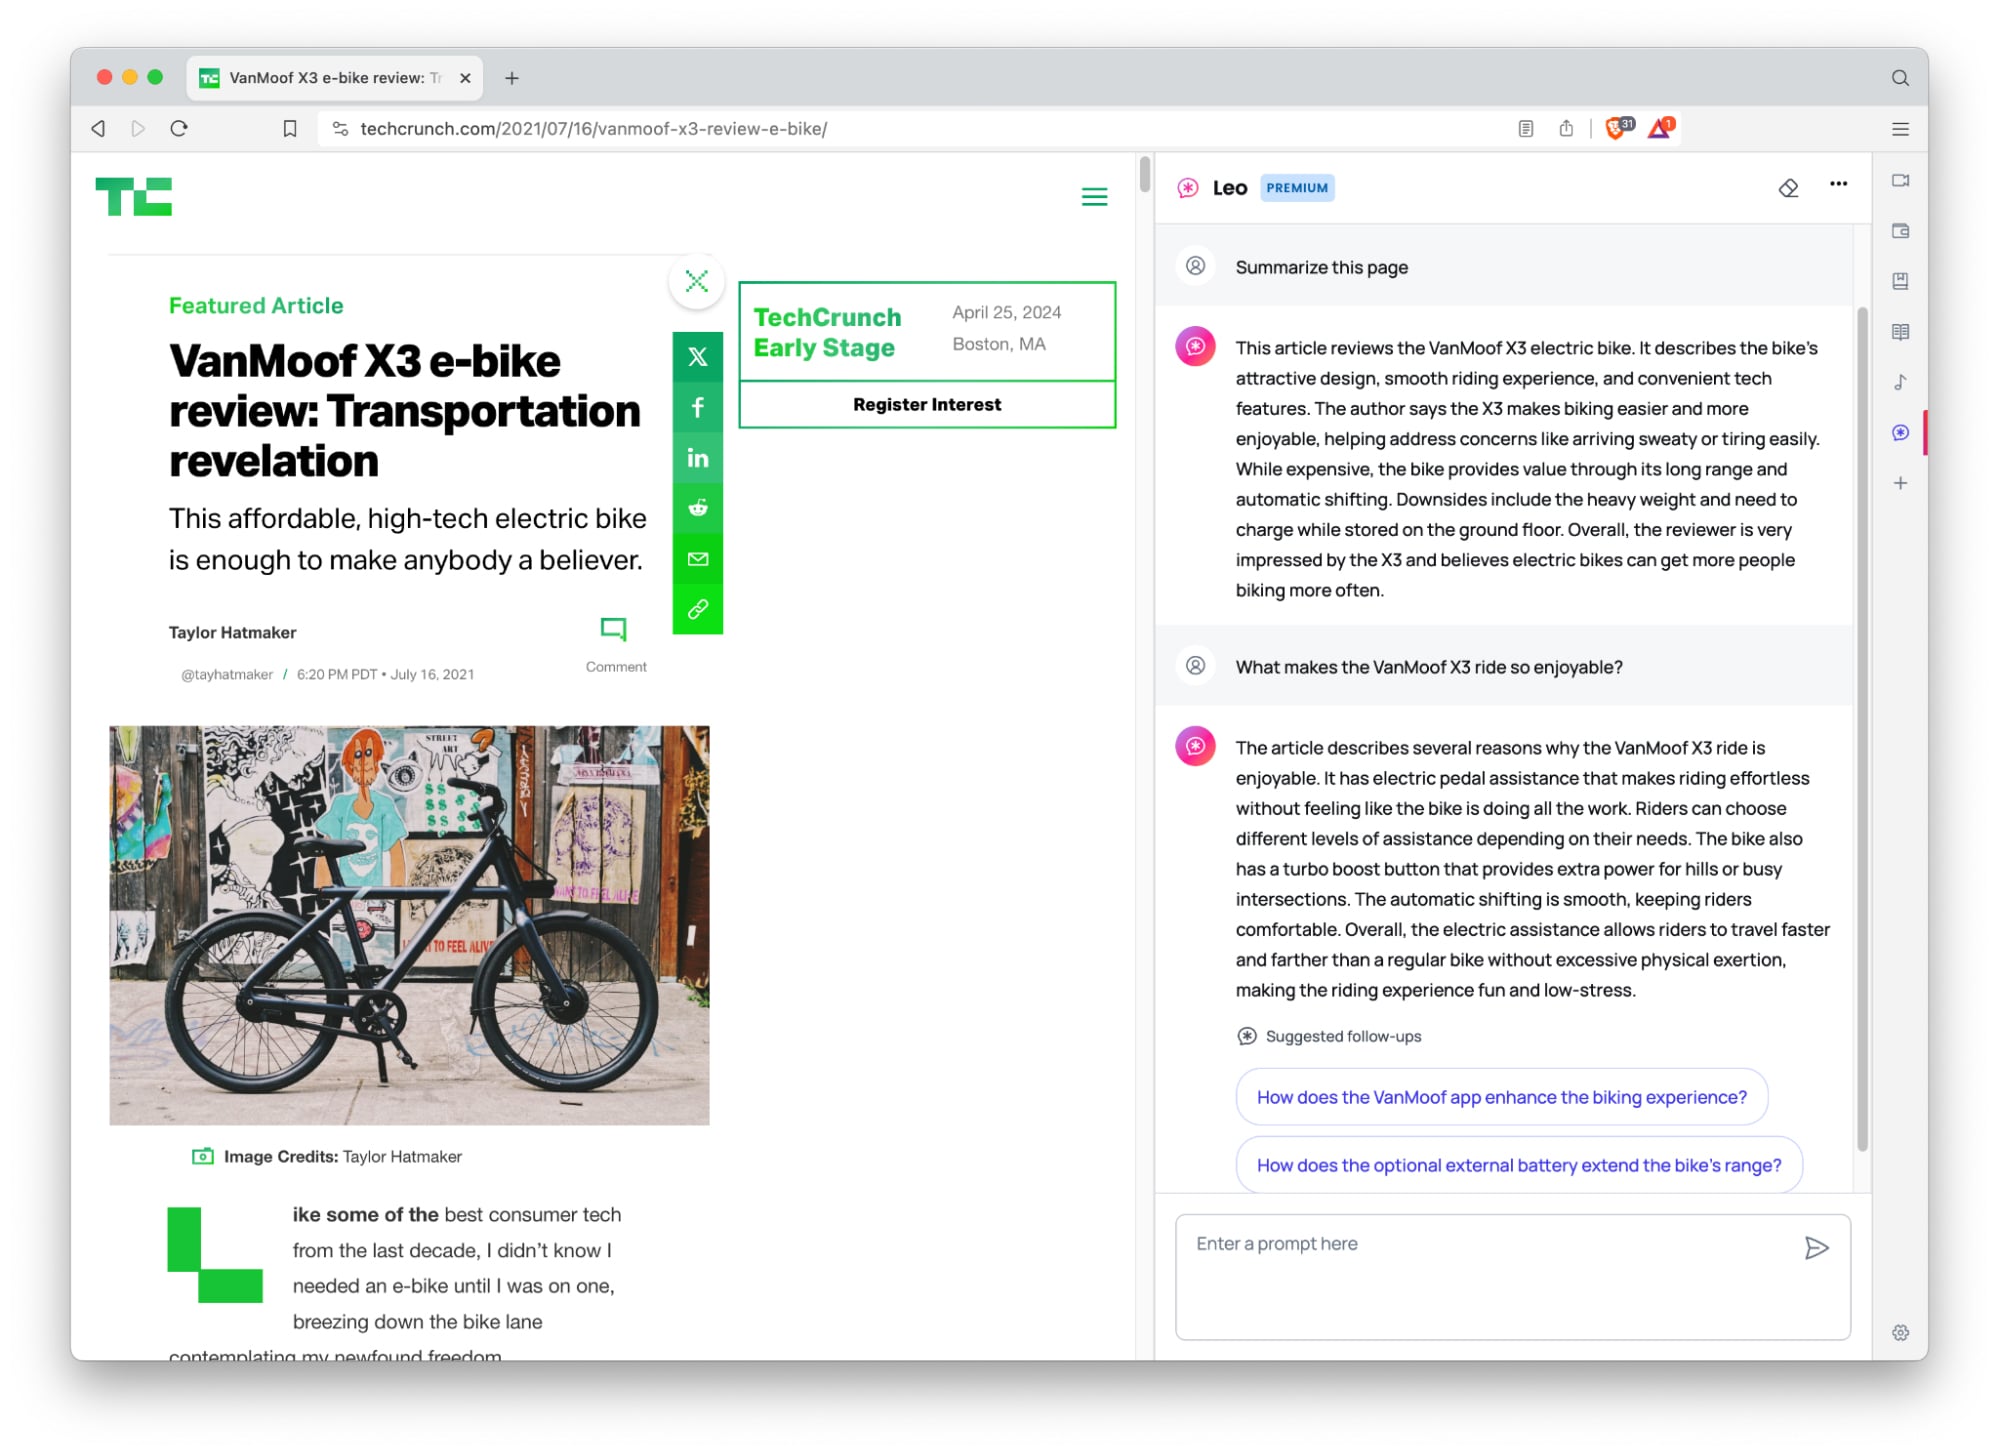 VanMoof X3 e-bike review: Tr
techcrunch.com/2021/07/16/vanmoof-x3-review-e-bike/
31
1
TC
Featured Article
VanMoof X3 e-bike
review: Transportation
revelation
This affordable, high-tech electric bike
is enough to make anybody a believer.
Taylor Hatmaker
@tayhatmaker / 6:20 PM PDT • July 16, 2021
Comment
X
f
in
TechCrunch
Early Stage
April 25, 2024
Boston, MA
Register Interest
STREET
ART
TO FEEL ALIVE
Image Credits: Taylor Hatmaker
Like some of the best consumer tech
from the last decade, I didn't know I
needed an e-bike until I was on one,
breezing down the bike lane
contemplating my newfound freedom
Leo PREMIUM
Summarize this page
This article reviews the VanMoof X3 electric bike. It describes the bike's
attractive design, smooth riding experience, and convenient tech
features. The author says the X3 makes biking easier and more
enjoyable, helping address concerns like arriving sweaty or tiring easily.
While expensive, the bike provides value through its long range and
automatic shifting. Downsides include the heavy weight and need to
charge while stored on the ground floor. Overall, the reviewer is very
impressed by the X3 and believes electric bikes can get more people
biking more often.
What makes the VanMoof X3 ride so enjoyable?
The article describes several reasons why the VanMoof X3 ride is
enjoyable. It has electric pedal assistance that makes riding effortless
without feeling like the bike is doing all the work. Riders can choose
different levels of assistance depending on their needs. The bike also
has a turbo boost button that provides extra power for hills or busy
intersections. The automatic shifting is smooth, keeping riders
comfortable. Overall, the electric assistance allows riders to travel faster
and farther than a regular bike without excessive physical exertion,
making the riding experience fun and low-stress.
Suggested follow-ups
How does the VanMoof app enhance the biking experience?
How does the optional external battery extend the bike's range?
Enter a prompt here